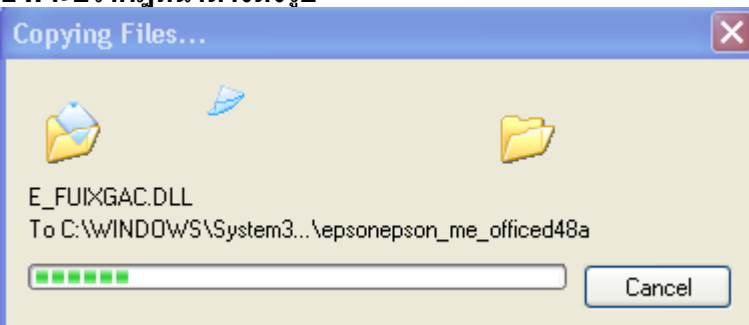 Copying Files...
E_FUIXGAC.DLL
To C:\WINDOWS\System3...\epsonepson_me_officed48a
Cancel